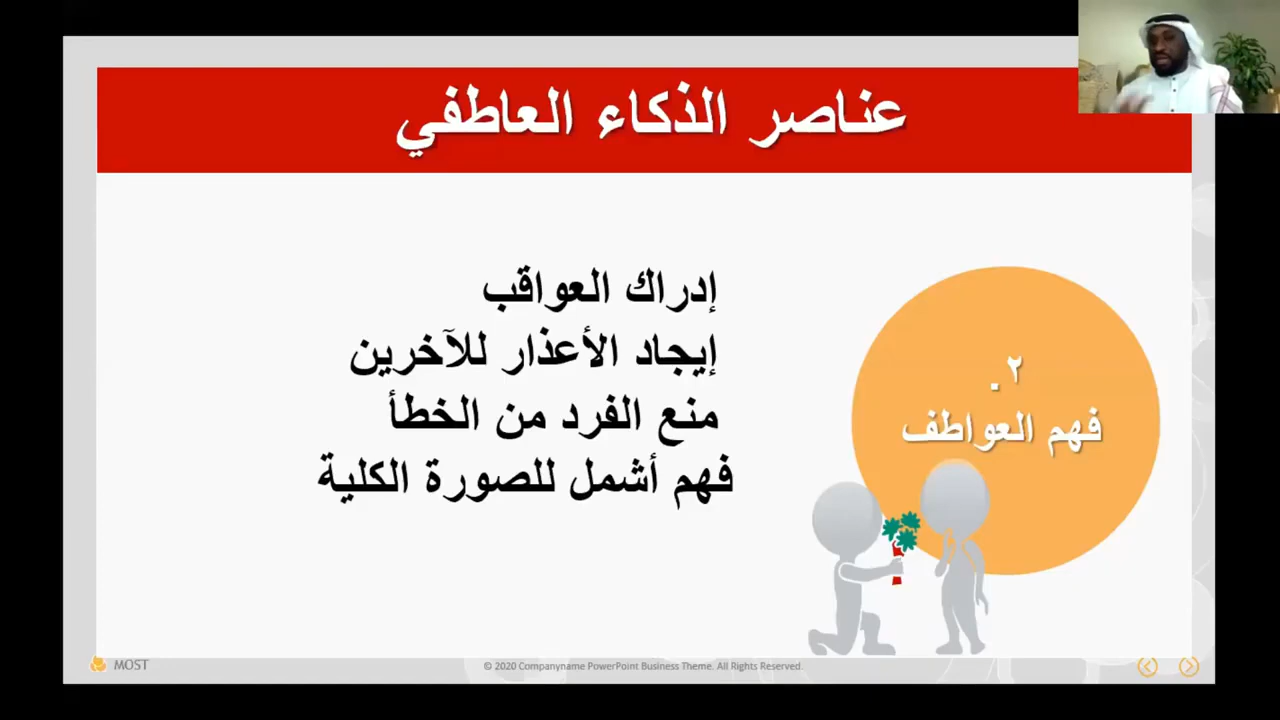 عناصر الذكاء العاطفي
٢.
فهم العواطف
إدراك العواقب
إيجاد الأعذار للآخرين
منع الفرد من الخطأ
فهم أشمل للصورة الكلية
MOST
© 2020 Companyname PowerPoint Business Theme. All Rights Reserved.